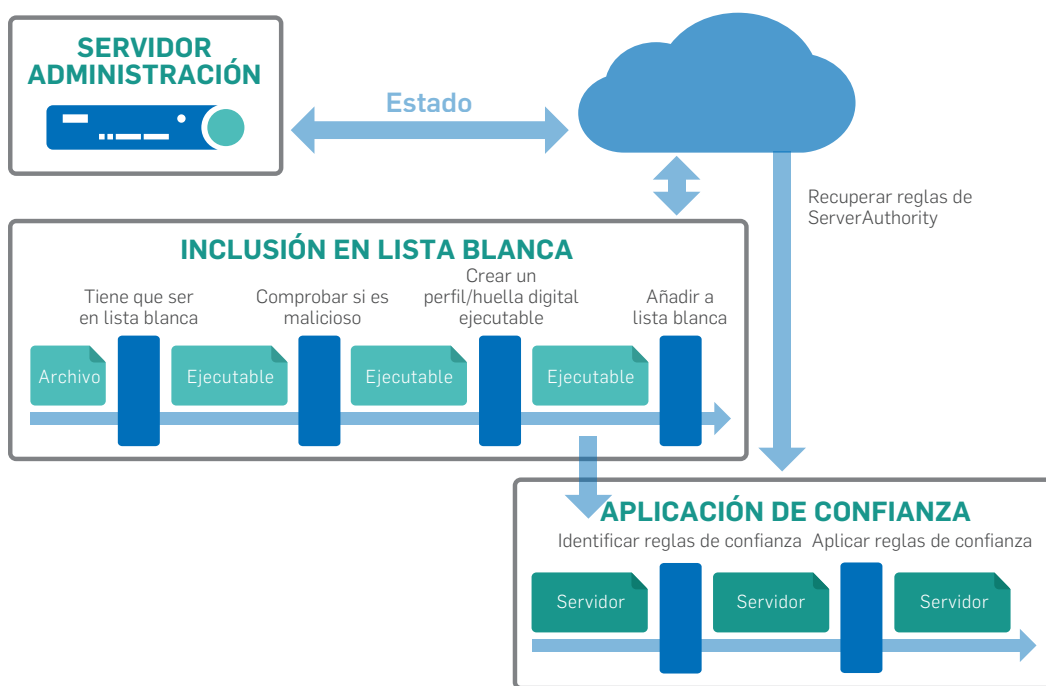 SERVIDOR
ADMINISTRACIÓN
Estado
Recuperar reglas de
ServerAuthority
INCLUSIÓN EN LISTA BLANCA
Tiene que ser
en lista blanca
Comprobar si es
malicioso
Crear un
perfil/huella digital
ejecutable
Añadir a
lista blanca
Archivo
Ejecutable
Ejecutable
Ejecutable
APLICACIÓN DE CONFIANZA
Identificar reglas de confianza
Aplicar reglas de confianza
Servidor
Servidor
Servidor